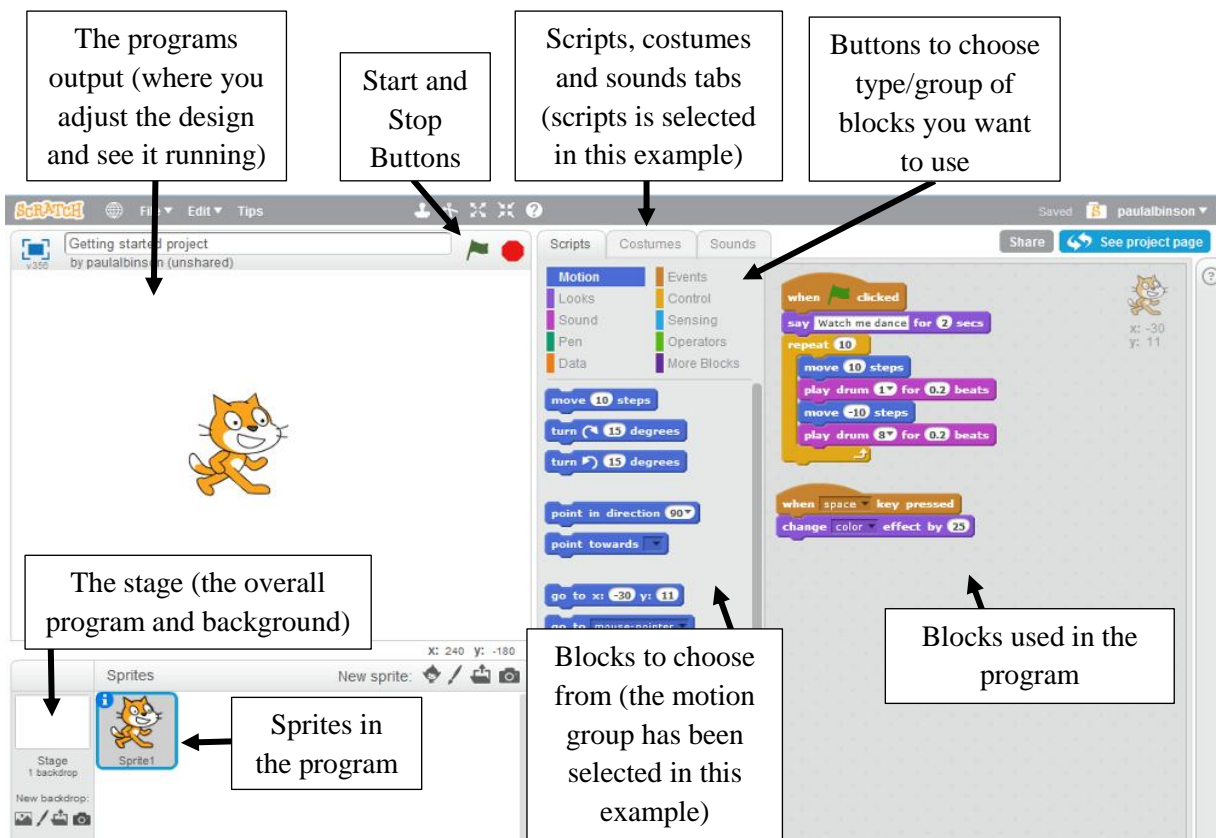 The programs
output (where you
adjust the design
and see it running)
Start and
Stop
Buttons
Scripts, costumes
and sounds tabs
(scripts is selected
in this example)
Buttons to choose
type/group of
blocks you want
to use
SCRATCH File Edit Tips
Saved paulalbinson
Getting started project
by paulalbinson (unshared)
v356
Scripts Costumes Sounds
Share See project page
Motion Events
Looks Control
Sound Sensing
Pen Operators
Data More Blocks
move 10 steps
turn 15 degrees
turn 15 degrees
point in direction 90
point towards
go to x: -30 y: 11
go to mouse-pointer
when clicked
say Watch me dance for 2 secs
repeat 10
move 10 steps
play drum 1 for 0.2 beats
move -10 steps
play drum 8 for 0.2 beats
when space key pressed
change color effect by 25
x: -30
y: 11
The stage (the overall
program and background)
X: 240 y: -180
Sprites New sprite:
Sprite1
Stage
1 backdrop
New backdrop:
Sprites in
the program
Blocks to choose
from (the motion
group has been
selected in this
example)
Blocks used in the
program